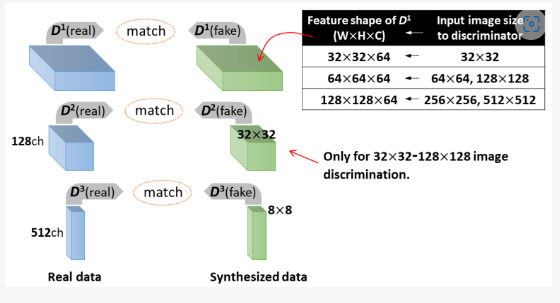 D¹(real) match D¹(fake)
Feature shape of D¹ Input image size
(W×H×C) ← to discriminator
32×32×64 ← 32×32
64×64×64 ← 64×64, 128×128
128×128×64 ← 256×256, 512×512
D²(real) match D²(fake)
128ch
32×32
Only for 32×32-128×128 image
discrimination.
D³(real) match D³(fake)
8×8
512ch
Real data Synthesized data